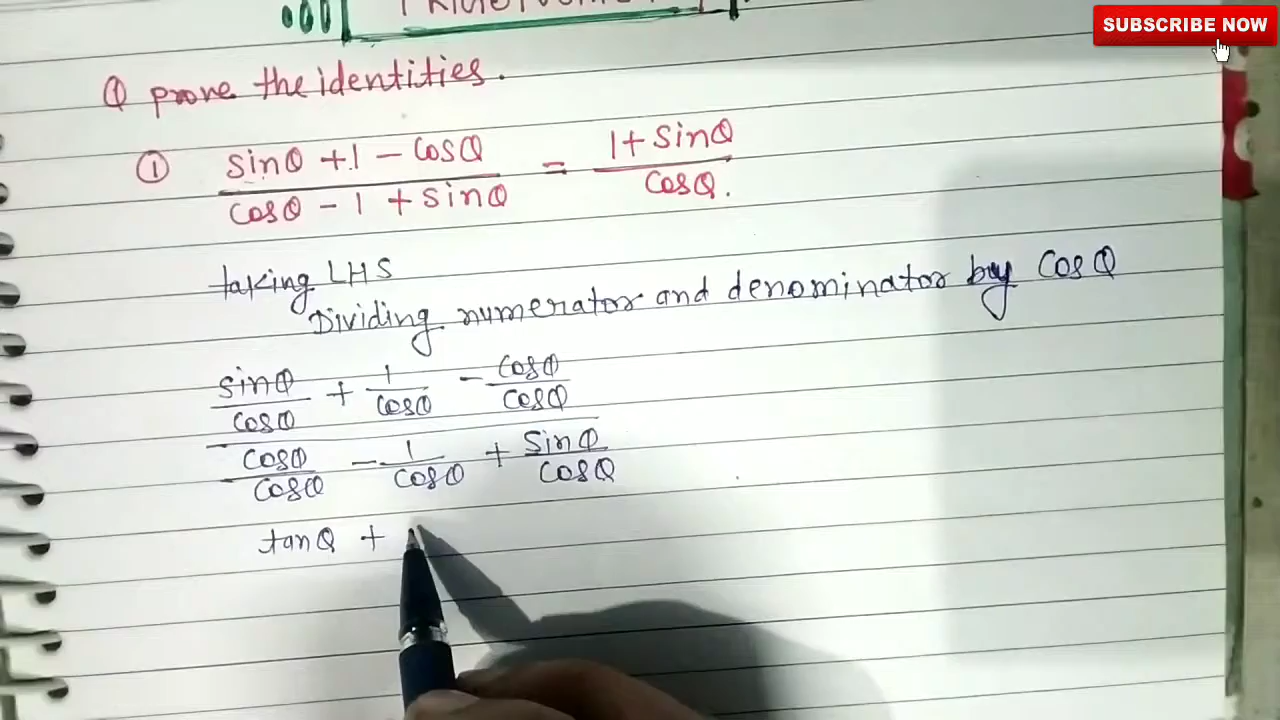 SUBSCRIBE NOW
Q prove the identities.
① sinθ + 1 - cosθ / cosθ - 1 + sinθ = 1 + sinθ / cosθ.
taking LHS
Dividing numerator and denominator by cosθ
sinθ/cosθ + 1/cosθ - cosθ/cosθ
cosθ/cosθ - 1/cosθ + sinθ/cosθ
tanθ +